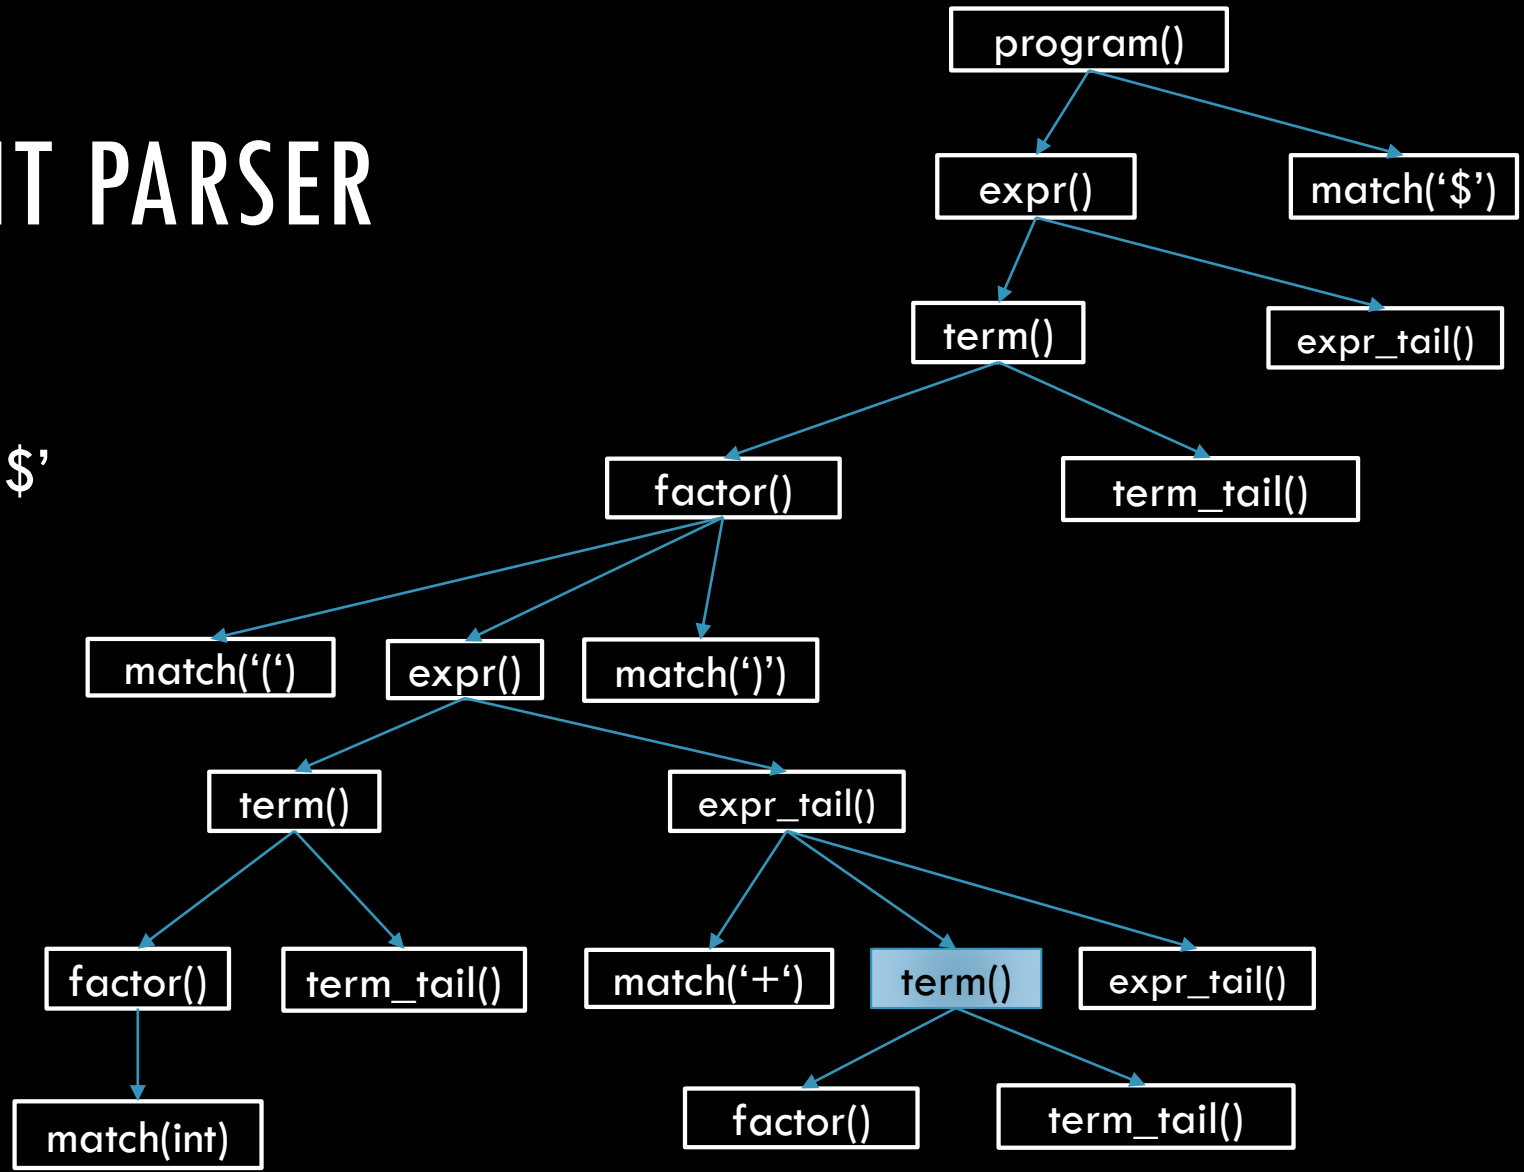 program()
IT PARSER
expr()
match(‘$’)
term()
expr_tail()
$’
factor()
term_tail()
match(‘(‘)
expr()
match(‘)’)
term()
expr_tail()
factor()
term_tail()
match(‘+‘)
term()
expr_tail()
match(int)
factor()
term_tail()